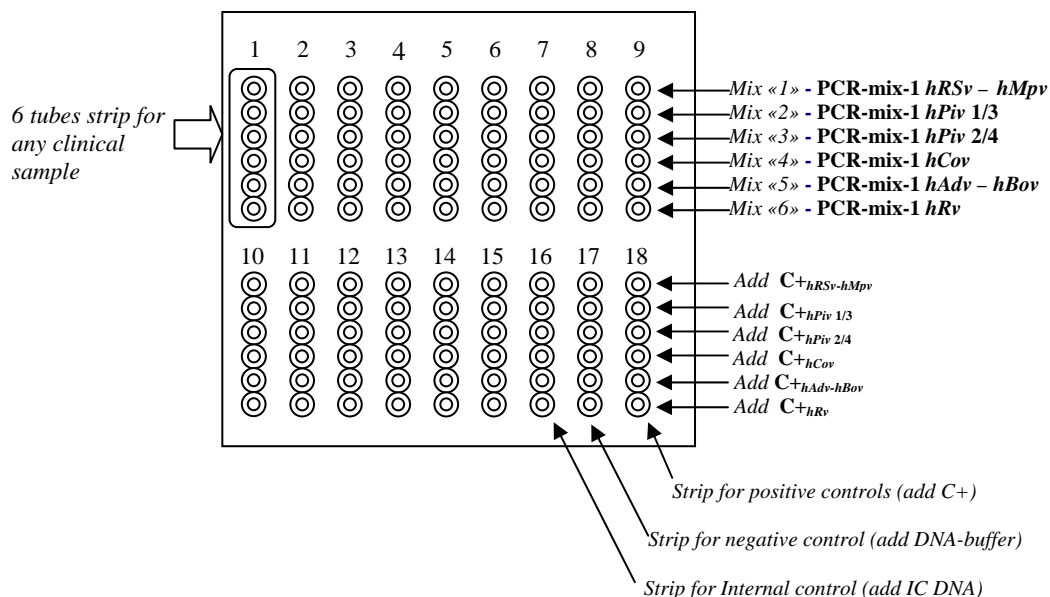 1 2 3 4 5 6 7 8 9
6 tubes strip for
any clinical
sample
Mix «1» - PCR-mix-1 hRSv – hMpv
Mix «2» - PCR-mix-1 hPiv 1/3
Mix «3» - PCR-mix-1 hPiv 2/4
Mix «4» - PCR-mix-1 hCov
Mix «5» - PCR-mix-1 hAdv – hBov
Mix «6» - PCR-mix-1 hRv
10 11 12 13 14 15 16 17 18
Add C+hRSv-hMpv
Add C+hPiv 1/3
Add C+hPiv 2/4
Add C+hCov
Add C+hAdv-hBov
Add C+hRv
Strip for positive controls (add C+)
Strip for negative control (add DNA-buffer)
Strip for Internal control (add IC DNA)